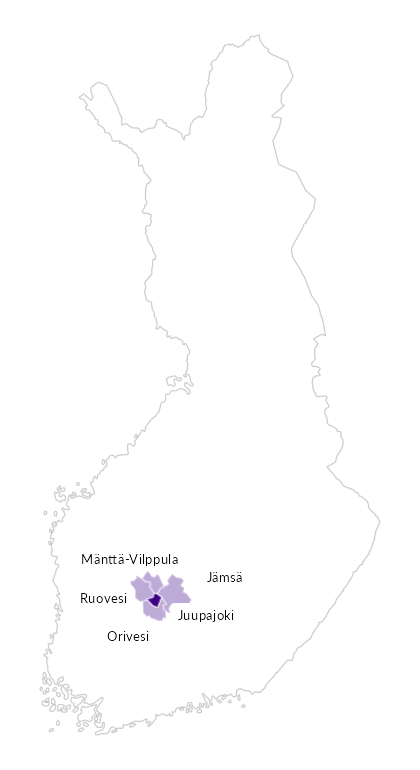 Mänttä-Vilppula
Jämsä
Ruovesi
Juupajoki
Orivesi